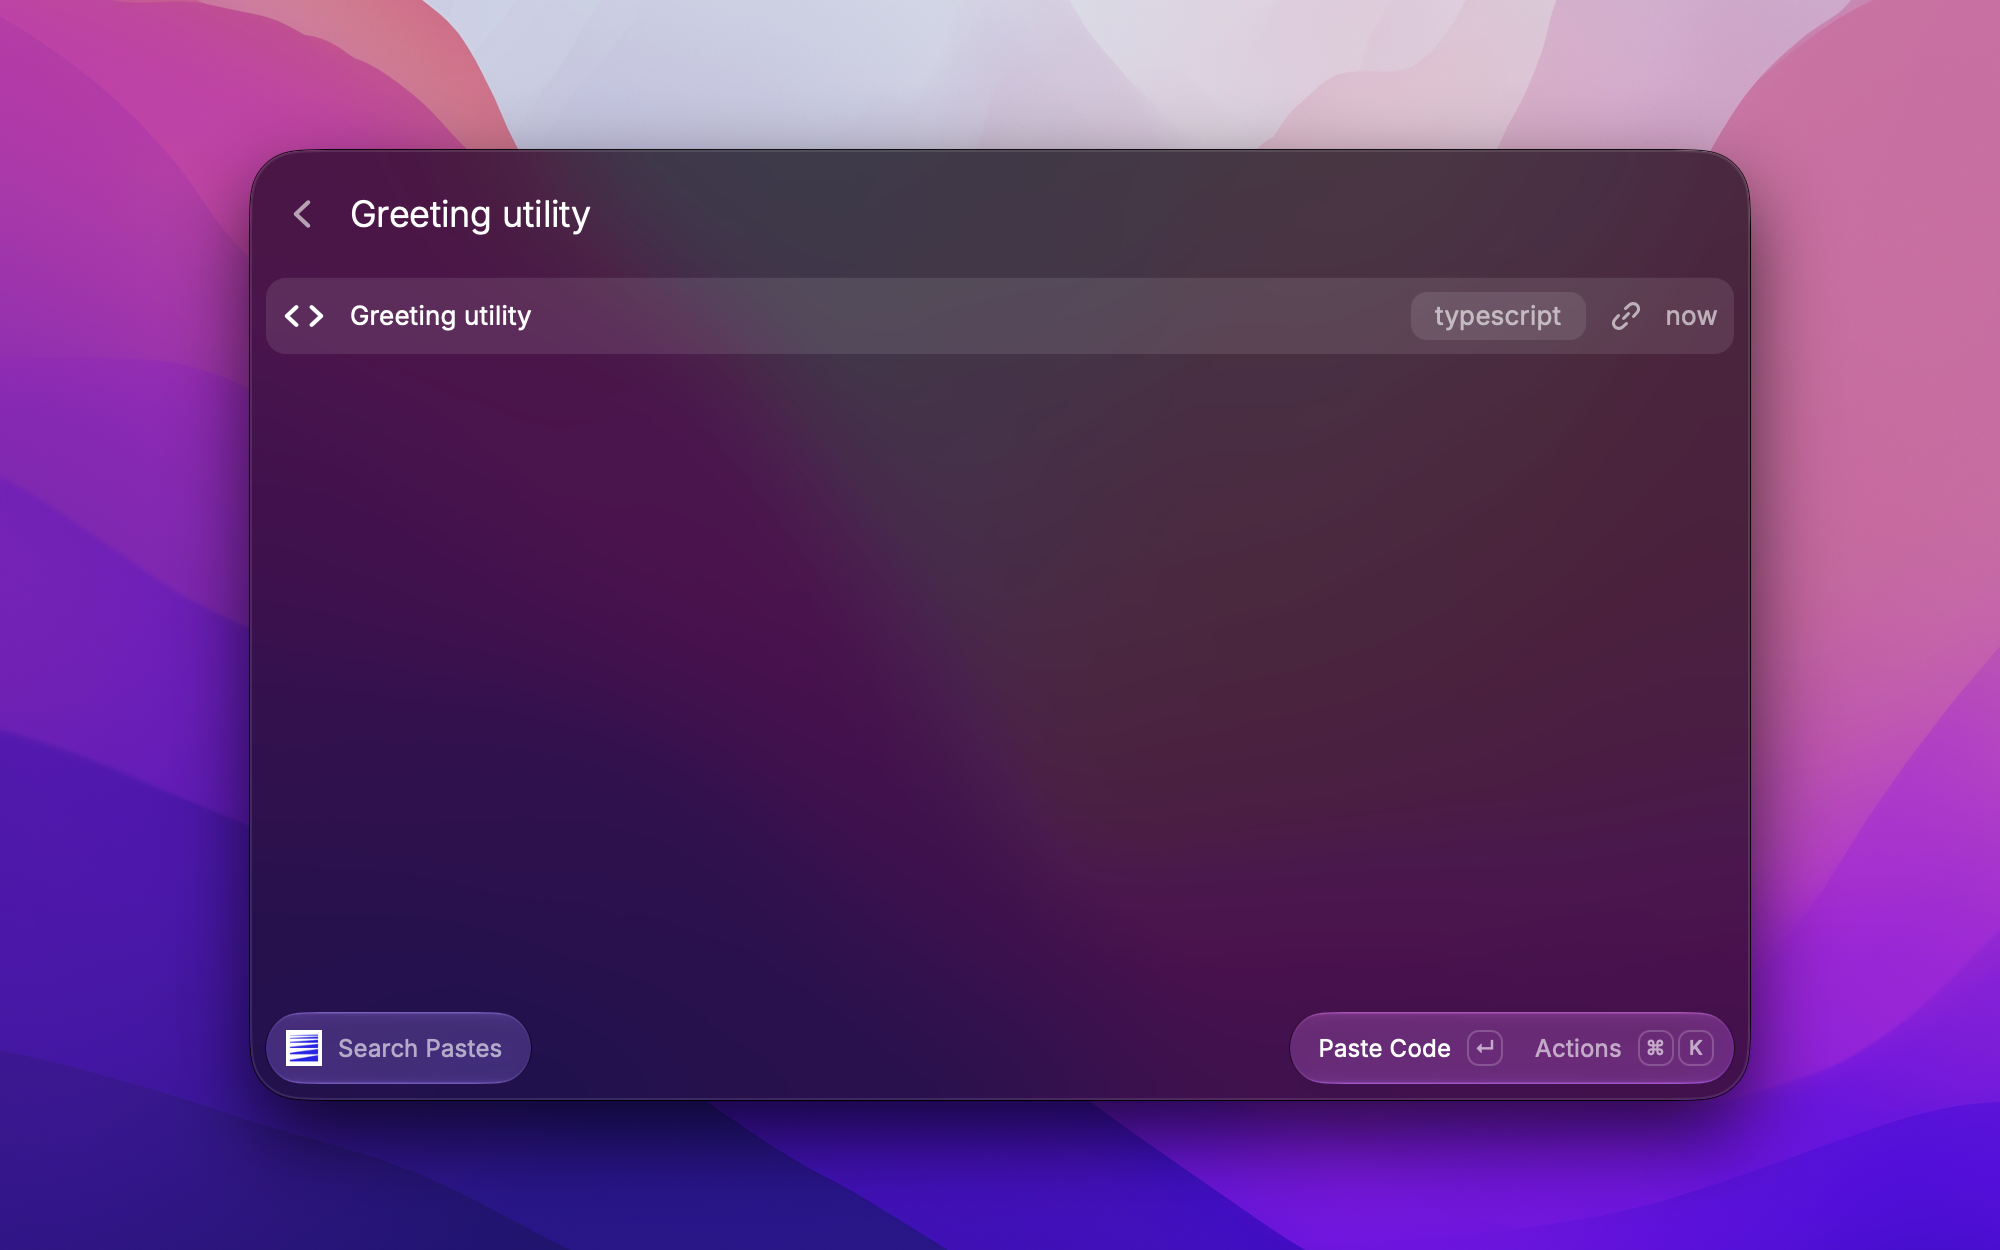 Greeting utility
Greeting utility typescript now
Search Pastes Paste Code Actions ⌘ K